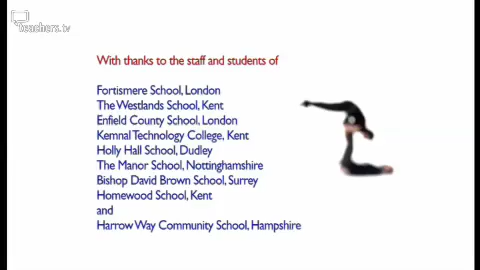 Teachers.tv
With thanks to the staff and students of
Fortismere School, London
The Westlands School, Kent
Enfield County School, London
Kemnal Technology College, Kent
Holly Hall School, Dudley
The Manor School, Nottinghamshire
Bishop David Brown School, Surrey
Homewood School, Kent
and
Harrow Way Community School, Hampshire